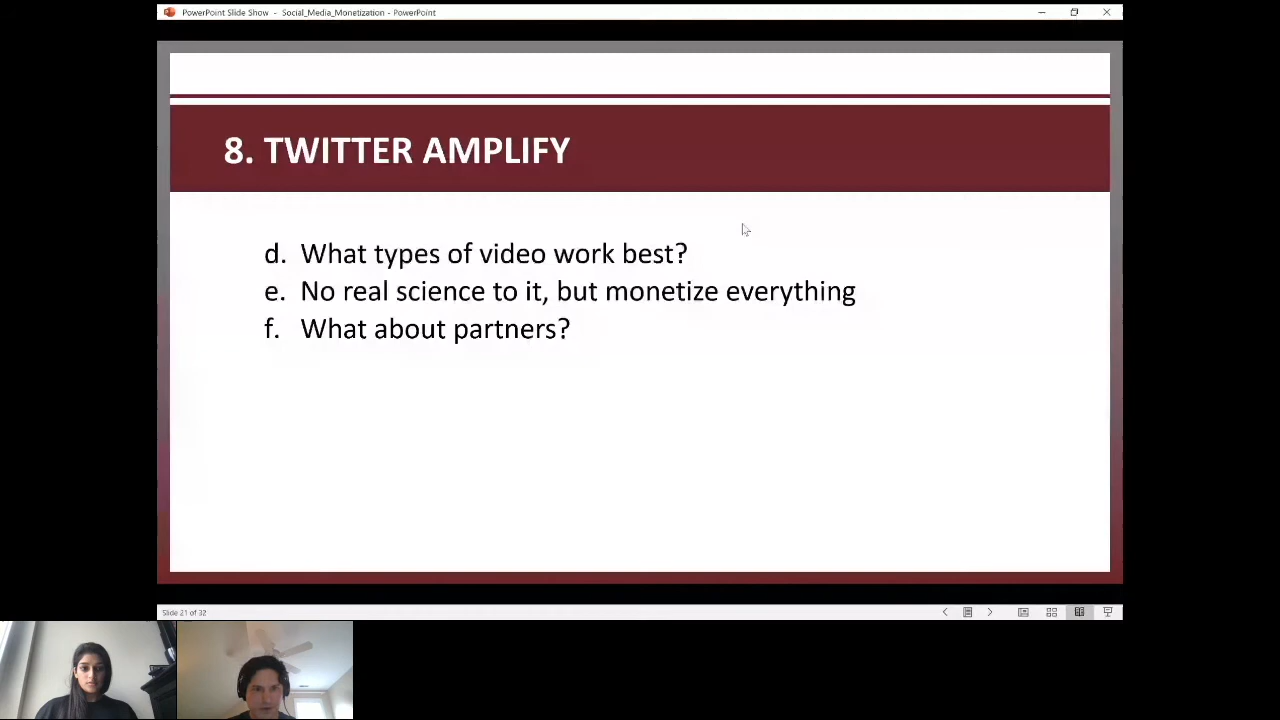 PowerPoint Slide Show - Social_Media_Monetization - PowerPoint
8. TWITTER AMPLIFY
d. What types of video work best?
e. No real science to it, but monetize everything
f. What about partners?
Slide 21 of 32